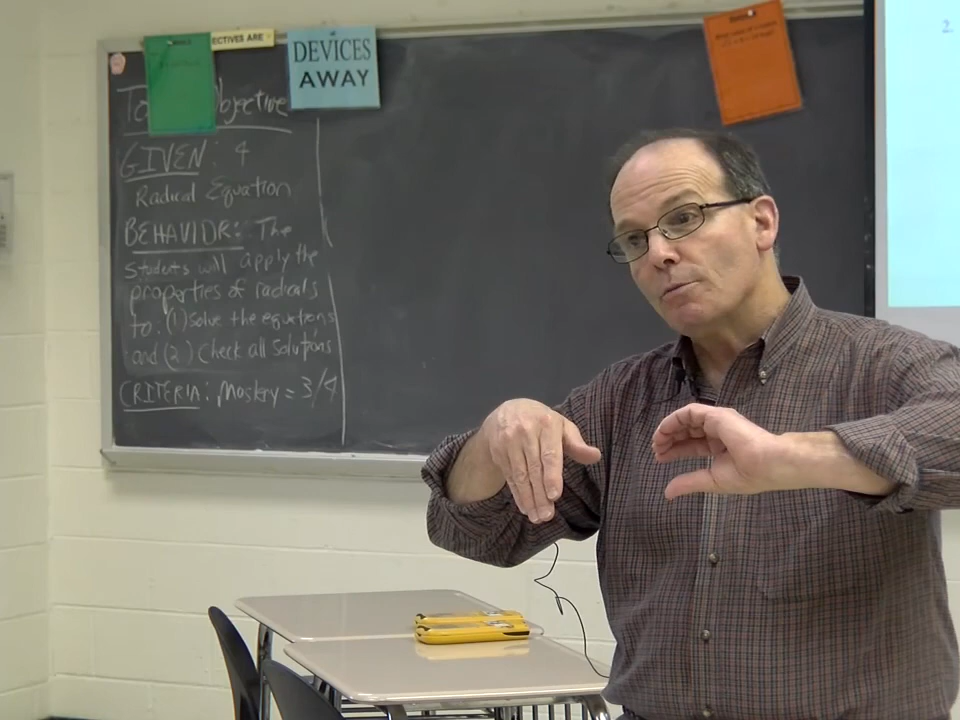 ECTIVES ARE
DEVICES
AWAY
bjective
GIVEN: 4
Radical Equation
BEHAVIOR: The
Students will apply the
properties of radicals
to: (1) solve the equations
and (2) Check all solutions
CRITERIA: Mastery = 3/4
2.